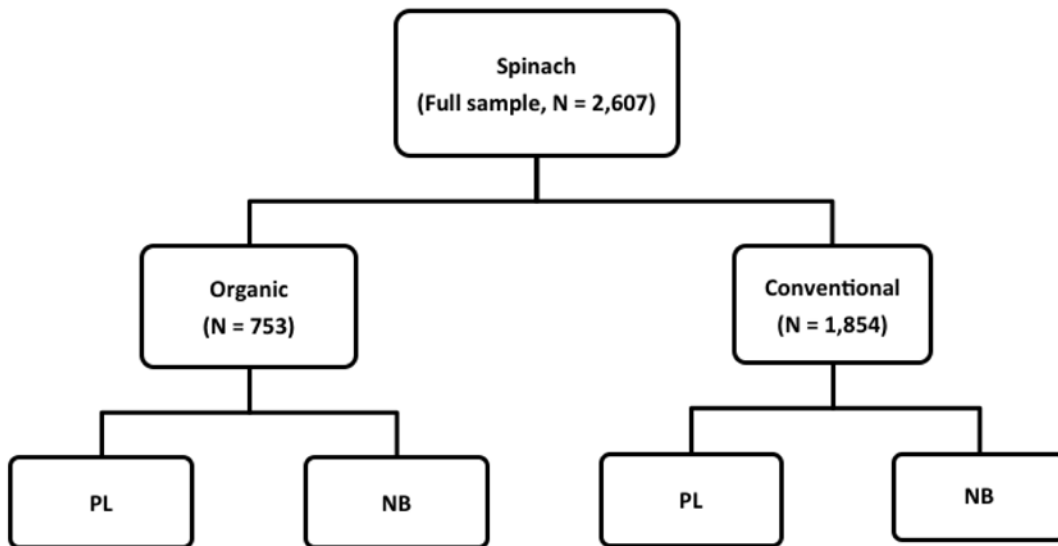 Spinach
(Full sample, N = 2,607)
Organic
(N = 753)
Conventional
(N = 1,854)
PL
NB
PL
NB